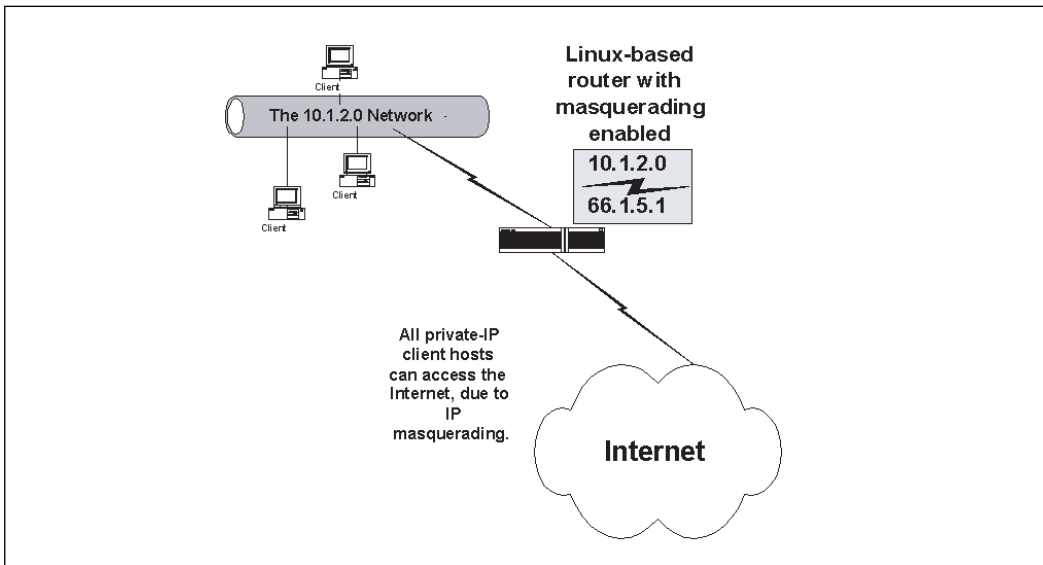 Client
The 10.1.2.0 Network
Client
Client
Linux-based
router with
masquerading
enabled
10.1.2.0
66.1.5.1
All private-IP
client hosts
can access the
Internet, due to
IP
masquerading.
Internet